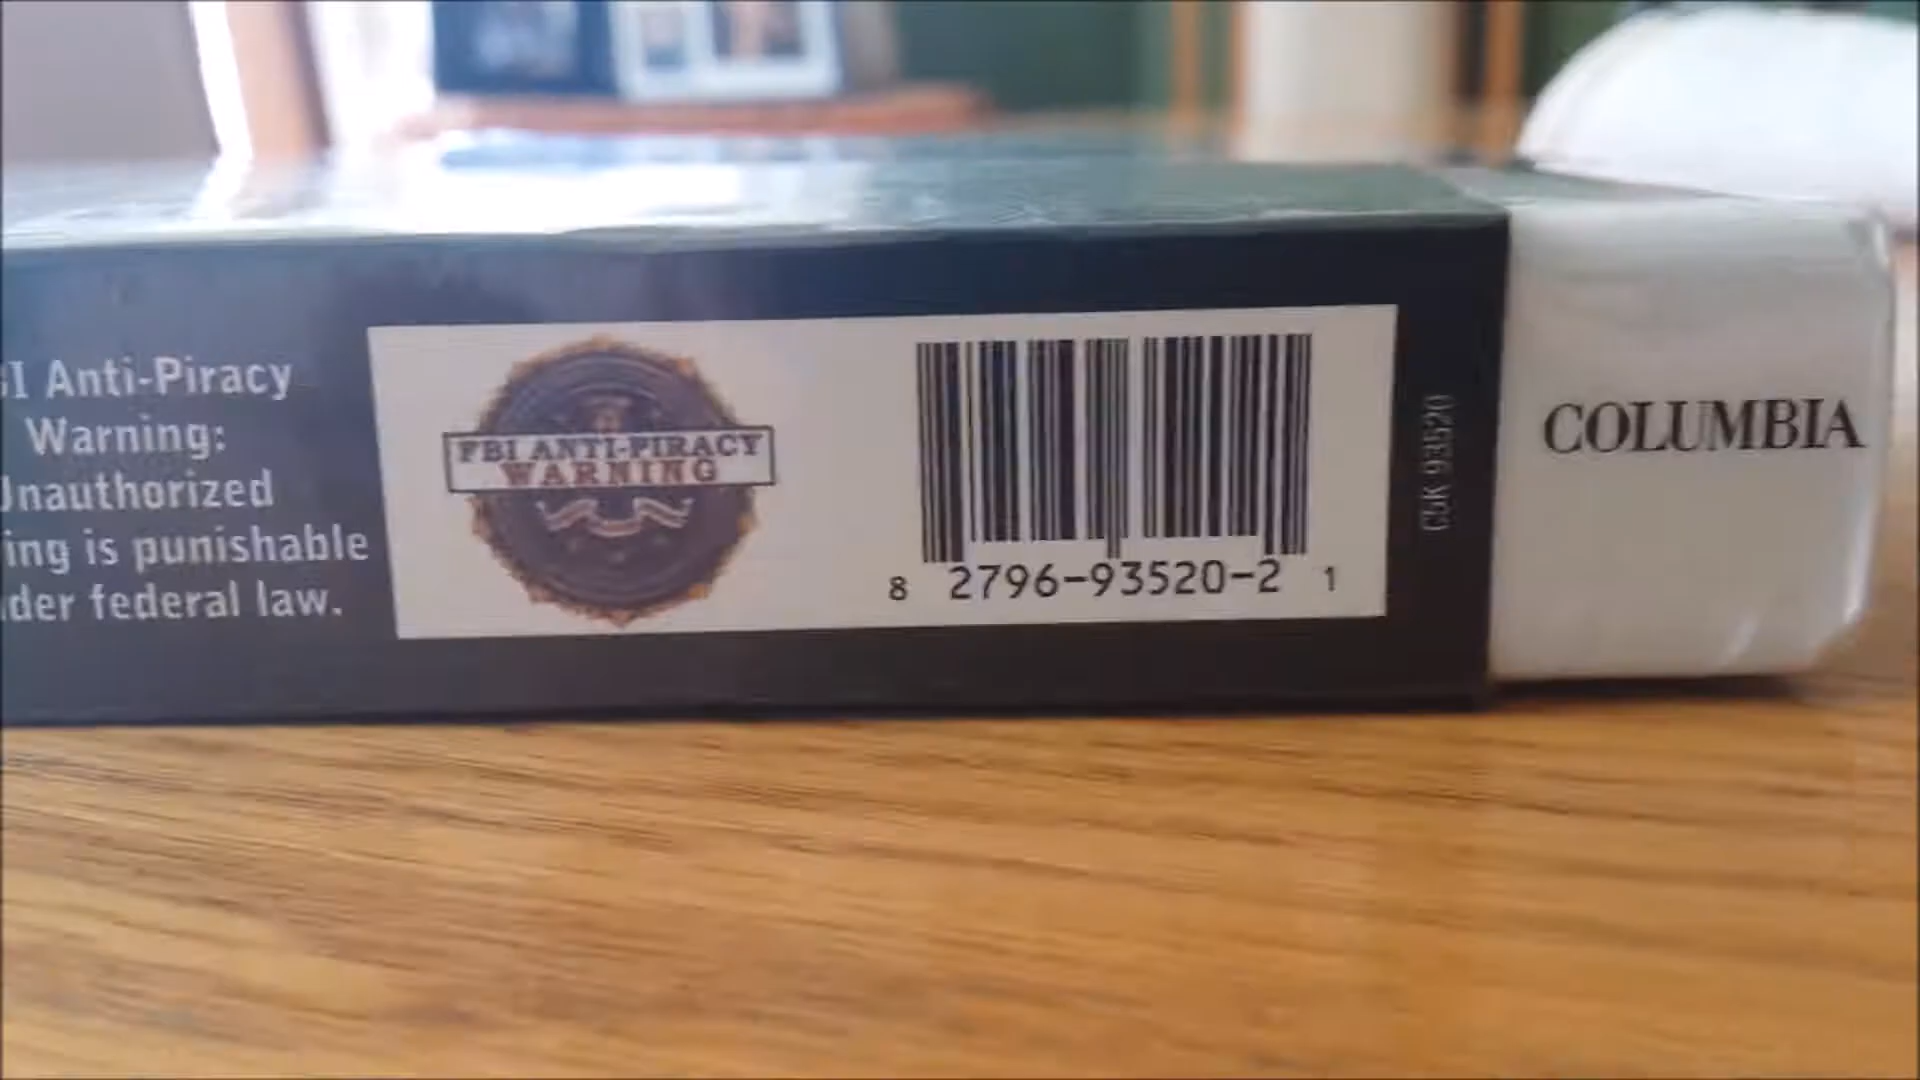 I Anti-Piracy
Warning:
Unauthorized
ing is punishable
der federal law.
FBI ANTI-PIRACY
WARNING
8 2796-93520-2 1
C5K 93520
COLUMBIA